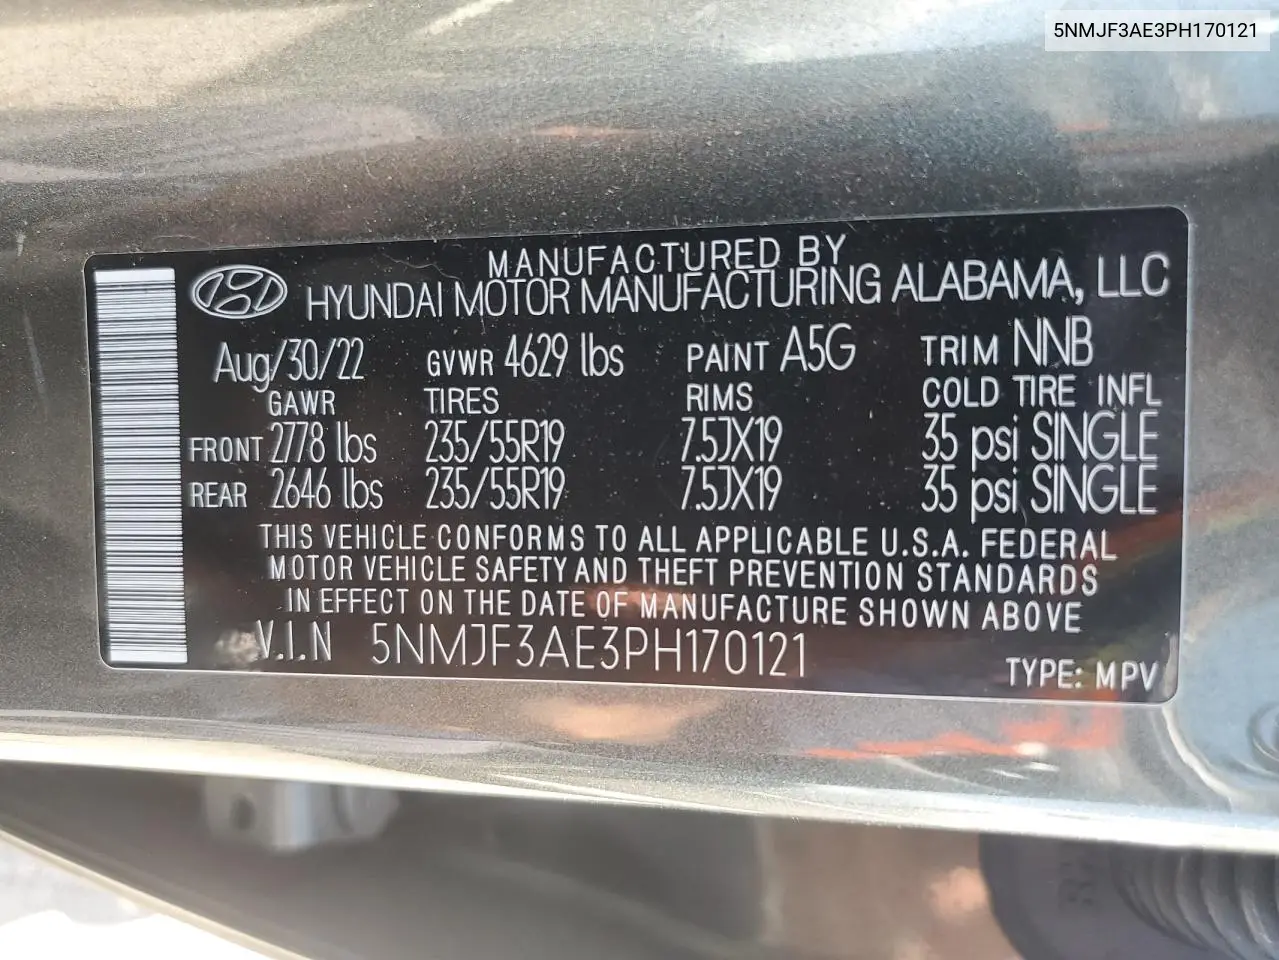 5NMJF3AE3PH170121
MANUFACTURED BY
HYUNDAI MOTOR MANUFACTURING ALABAMA, LLC
Aug/30/22 GVWR 4629 lbs PAINT A5G TRIM NNB
GAWR TIRES RIMS COLD TIRE INFL
FRONT 2778 lbs 235/55R19 7.5JX19 35 psi SINGLE
REAR 2646 lbs 235/55R19 7.5JX19 35 psi SINGLE
THIS VEHICLE CONFORMS TO ALL APPLICABLE U.S.A. FEDERAL
MOTOR VEHICLE SAFETY AND THEFT PREVENTION STANDARDS
IN EFFECT ON THE DATE OF MANUFACTURE SHOWN ABOVE
V.I.N 5NMJF3AE3PH170121
TYPE: MPV